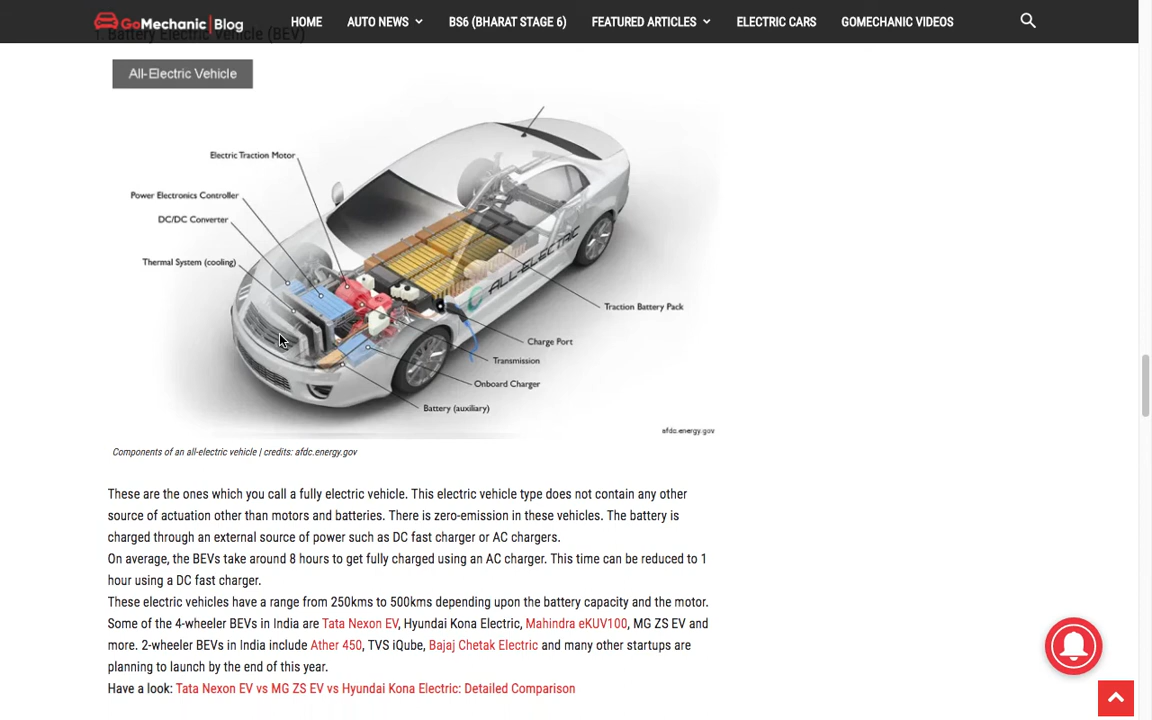 GoMechanic | Blog HOME AUTO NEWS BS6 (BHARAT STAGE 6) FEATURED ARTICLES ELECTRIC CARS GOMECHANIC VIDEOS
1. Battery Electric Vehicle (BEV)
All-Electric Vehicle
Electric Traction Motor
Power Electronics Controller
DC/DC Converter
Thermal System (cooling)
ALL-ELECTRIC
Traction Battery Pack
Charge Port
Transmission
Onboard Charger
Battery (auxiliary)
afdc.energy.gov
Components of an all-electric vehicle | credits: afdc.energy.gov
These are the ones which you call a fully electric vehicle. This electric vehicle type does not contain any other
source of actuation other than motors and batteries. There is zero-emission in these vehicles. The battery is
charged through an external source of power such as DC fast charger or AC chargers.
On average, the BEVs take around 8 hours to get fully charged using an AC charger. This time can be reduced to 1
hour using a DC fast charger.
These electric vehicles have a range from 250kms to 500kms depending upon the battery capacity and the motor.
Some of the 4-wheeler BEVs in India are Tata Nexon EV, Hyundai Kona Electric, Mahindra eKUV100, MG ZS EV and
more. 2-wheeler BEVs in India include Ather 450, TVS iQube, Bajaj Chetak Electric and many other startups are
planning to launch by the end of this year.
Have a look: Tata Nexon EV vs MG ZS EV vs Hyundai Kona Electric: Detailed Comparison